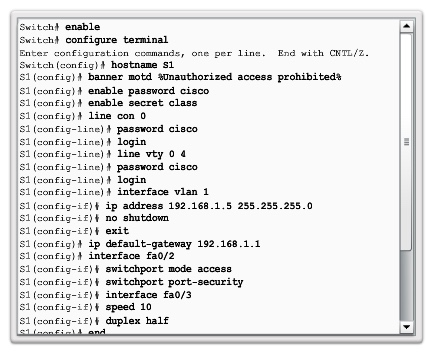 Switch# enable
Switch# configure terminal
Enter configuration commands, one per line. End with CNTL/Z.
Switch(config)# hostname S1
S1(config)# banner motd %Unauthorized access prohibited%
S1(config)# enable password cisco
S1(config)# enable secret class
S1(config)# line con 0
S1(config-line)# password cisco
S1(config-line)# login
S1(config-line)# line vty 0 4
S1(config-line)# password cisco
S1(config-line)# login
S1(config-line)# interface vlan 1
S1(config-if)# ip address 192.168.1.5 255.255.255.0
S1(config-if)# no shutdown
S1(config-if)# exit
S1(config)# ip default-gateway 192.168.1.1
S1(config)# interface fa0/2
S1(config-if)# switchport mode access
S1(config-if)# switchport port-security
S1(config-if)# interface fa0/3
S1(config-if)# speed 10
S1(config-if)# duplex half
S1(config-if)# end